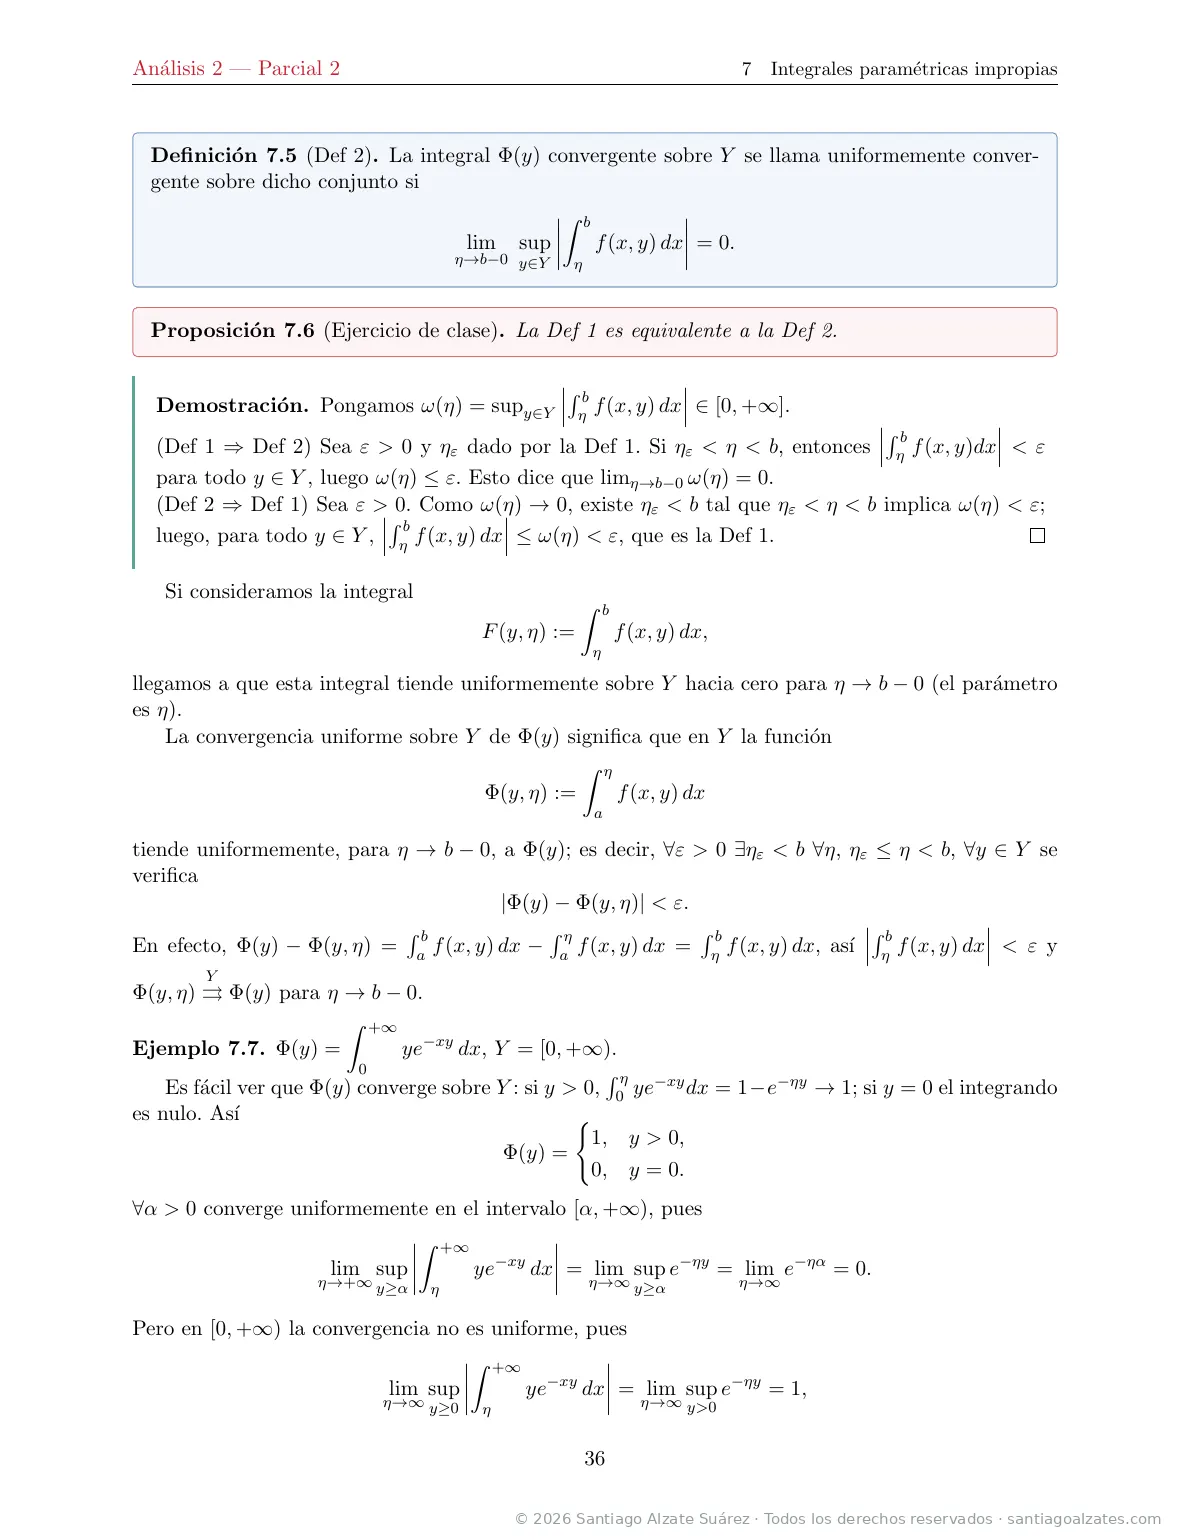 Análisis 2 — Parcial 2
7 Integrales paramétricas impropias
Definición 7.5 (Def 2). La integral Φ(y) convergente sobre Y se llama uniformemente conver-
gente sobre dicho conjunto si
lim_{η→b−0} sup_{y∈Y} |∫_η^b f(x, y) dx| = 0.
Proposición 7.6 (Ejercicio de clase). La Def 1 es equivalente a la Def 2.
Demostración. Pongamos ω(η) = sup_{y∈Y} |∫_η^b f(x, y) dx| ∈ [0, +∞].
(Def 1 ⇒ Def 2) Sea ε > 0 y η_ε dado por la Def 1. Si η_ε < η < b, entonces |∫_η^b f(x, y)dx| < ε
para todo y ∈ Y, luego ω(η) ≤ ε. Esto dice que lim_{η→b−0} ω(η) = 0.
(Def 2 ⇒ Def 1) Sea ε > 0. Como ω(η) → 0, existe η_ε < b tal que η_ε < η < b implica ω(η) < ε;
luego, para todo y ∈ Y, |∫_η^b f(x, y) dx| ≤ ω(η) < ε, que es la Def 1. □
Si consideramos la integral
F(y, η) := ∫_η^b f(x, y) dx,
llegamos a que esta integral tiende uniformemente sobre Y hacia cero para η → b − 0 (el parámetro
es η).
La convergencia uniforme sobre Y de Φ(y) significa que en Y la función
Φ(y, η) := ∫_a^η f(x, y) dx
tiende uniformemente, para η → b − 0, a Φ(y); es decir, ∀ε > 0 ∃η_ε < b ∀η, η_ε ≤ η < b, ∀y ∈ Y se
verifica
|Φ(y) − Φ(y, η)| < ε.
En efecto, Φ(y) − Φ(y, η) = ∫_a^b f(x, y) dx − ∫_a^η f(x, y) dx = ∫_η^b f(x, y) dx, así |∫_η^b f(x, y) dx| < ε y
Φ(y, η) ⇉^Y Φ(y) para η → b − 0.
Ejemplo 7.7. Φ(y) = ∫_0^{+∞} ye^{−xy} dx, Y = [0, +∞).
Es fácil ver que Φ(y) converge sobre Y: si y > 0, ∫_0^η ye^{−xy}dx = 1−e^{−ηy} → 1; si y = 0 el integrando
es nulo. Así
Φ(y) = { 1, y > 0,
0, y = 0.
∀α > 0 converge uniformemente en el intervalo [α, +∞), pues
lim_{η→+∞} sup_{y≥α} |∫_η^{+∞} ye^{−xy} dx| = lim_{η→∞} sup_{y≥α} e^{−ηy} = lim_{η→∞} e^{−ηα} = 0.
Pero en [0, +∞) la convergencia no es uniforme, pues
lim_{η→∞} sup_{y≥0} |∫_η^{+∞} ye^{−xy} dx| = lim_{η→∞} sup_{y>0} e^{−ηy} = 1,
36
© 2026 Santiago Alzate Suárez · Todos los derechos reservados · santiagoalzates.com